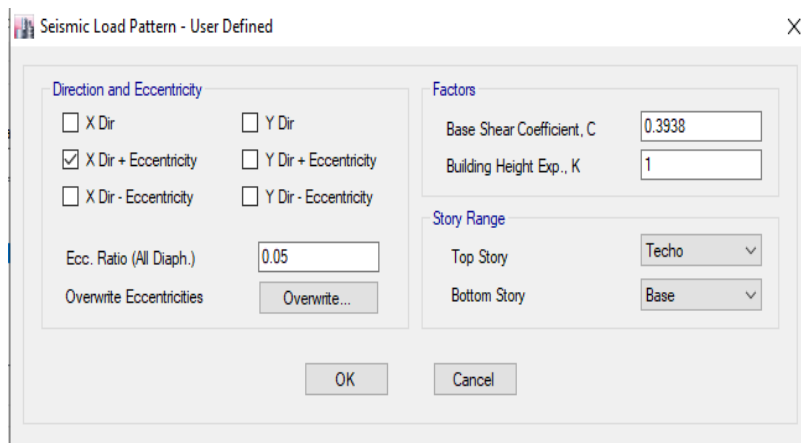 Seismic Load Pattern - User Defined
Direction and Eccentricity
X Dir
Y Dir
X Dir + Eccentricity
Y Dir + Eccentricity
X Dir - Eccentricity
Y Dir - Eccentricity
Ecc. Ratio (All Diaph.)
0.05
Overwrite Eccentricities
Overwrite...
Factors
Base Shear Coefficient, C
0.3938
Building Height Exp., K
1
Story Range
Top Story
Techo
Bottom Story
Base
OK
Cancel